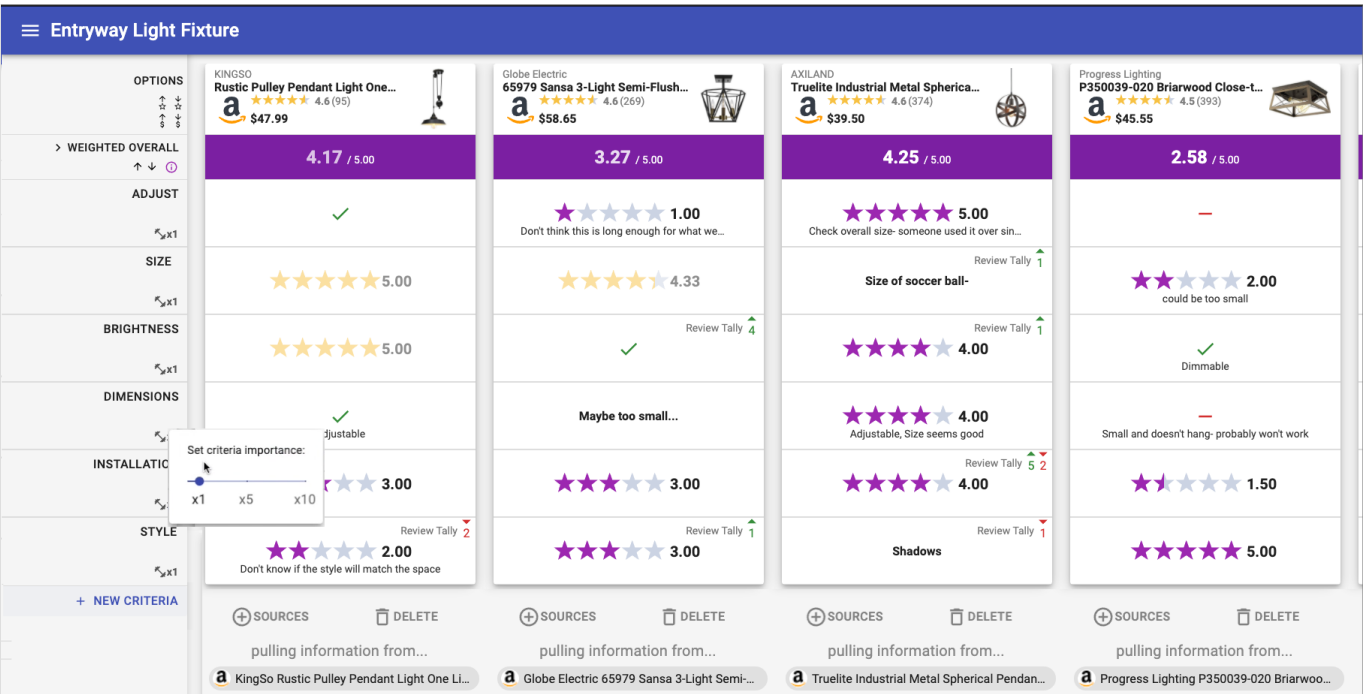 Entryway Light Fixture
OPTIONS
WEIGHTED OVERALL
ADJUST
x1
SIZE
x1
BRIGHTNESS
x1
DIMENSIONS
INSTALLATIO
STYLE
x1
+ NEW CRITERIA
Set criteria importance:
x1 x5 x10
KINGSO
Rustic Pulley Pendant Light One...
4.6 (95)
$47.99
4.17 / 5.00
5.00
5.00
djustable
3.00
Review Tally 2
2.00
Don't know if the style will match the space
SOURCES DELETE
pulling information from...
a KingSo Rustic Pulley Pendant Light One Li...
Globe Electric
65979 Sansa 3-Light Semi-Flush...
4.6 (269)
$58.65
3.27 / 5.00
1.00
Don't think this is long enough for what we...
4.33
Review Tally 4
Maybe too small...
3.00
Review Tally 1
3.00
SOURCES DELETE
pulling information from...
a Globe Electric 65979 Sansa 3-Light Semi-...
AXILAND
Truelite Industrial Metal Spherica...
4.6 (374)
$39.50
4.25 / 5.00
5.00
Check overall size- someone used it over sin...
Review Tally 1
Size of soccer ball-
Review Tally 1
4.00
4.00
Adjustable, Size seems good
Review Tally 5 2
4.00
Review Tally 1
Shadows
SOURCES DELETE
pulling information from...
a Truelite Industrial Metal Spherical Pendan...
Progress Lighting
P350039-020 Briarwood Close-t...
4.5 (393)
$45.55
2.58 / 5.00
2.00
could be too small
Dimmable
Small and doesn't hang- probably won't work
1.50
5.00
SOURCES DELETE
pulling information from...
a Progress Lighting P350039-020 Briarwoo...